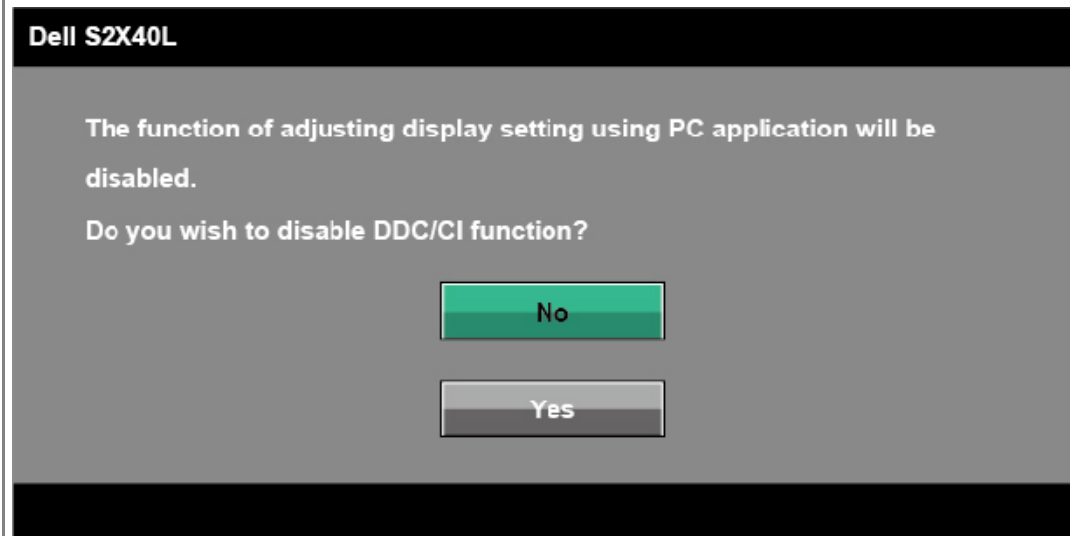 Dell S2X40L
The function of adjusting display setting using PC application will be
disabled.
Do you wish to disable DDC/CI function?
No
Yes